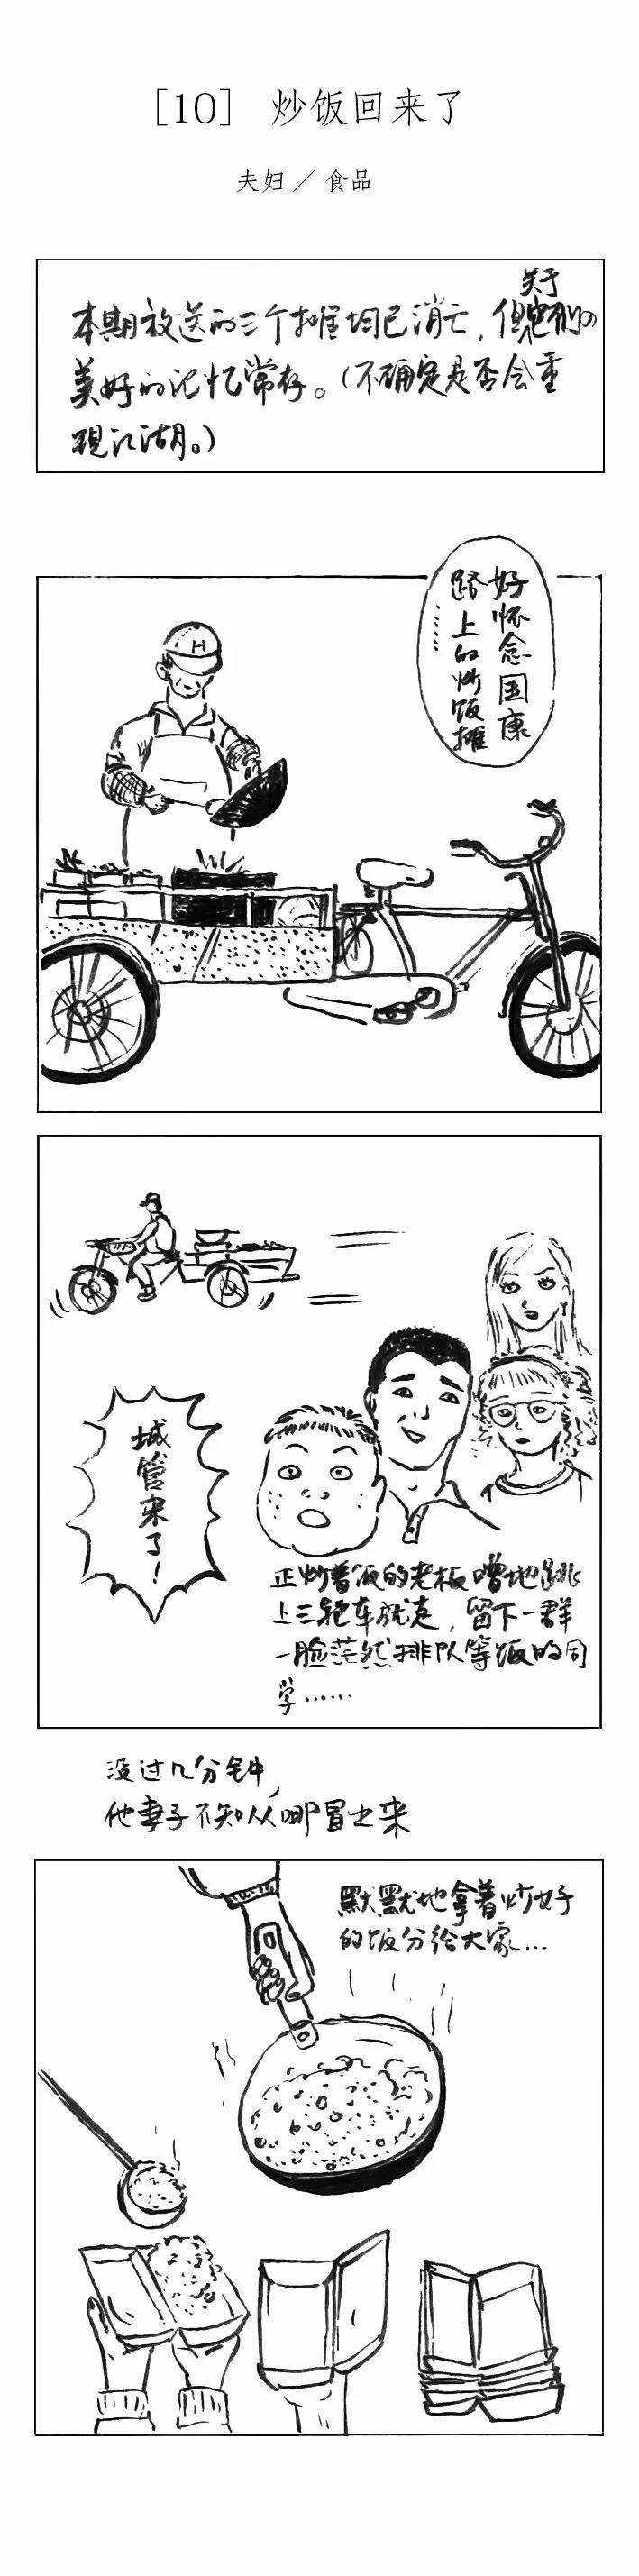 [10] 炒饭回来了
夫妇／食品
本期放送的三个摊均已消亡，但关于它们的
美好的记忆常存。（不确定是否会重
现江湖。）
好怀念国康
路上的炒饭摊
……
H
城管来了！
正炒着饭的老板噌地跳
上三轮车就走，留下一群
一脸茫然排队等饭的同
学……
没过几分钟，
他妻子不知从哪冒出来
默默地拿着炒好
的饭分给大家…